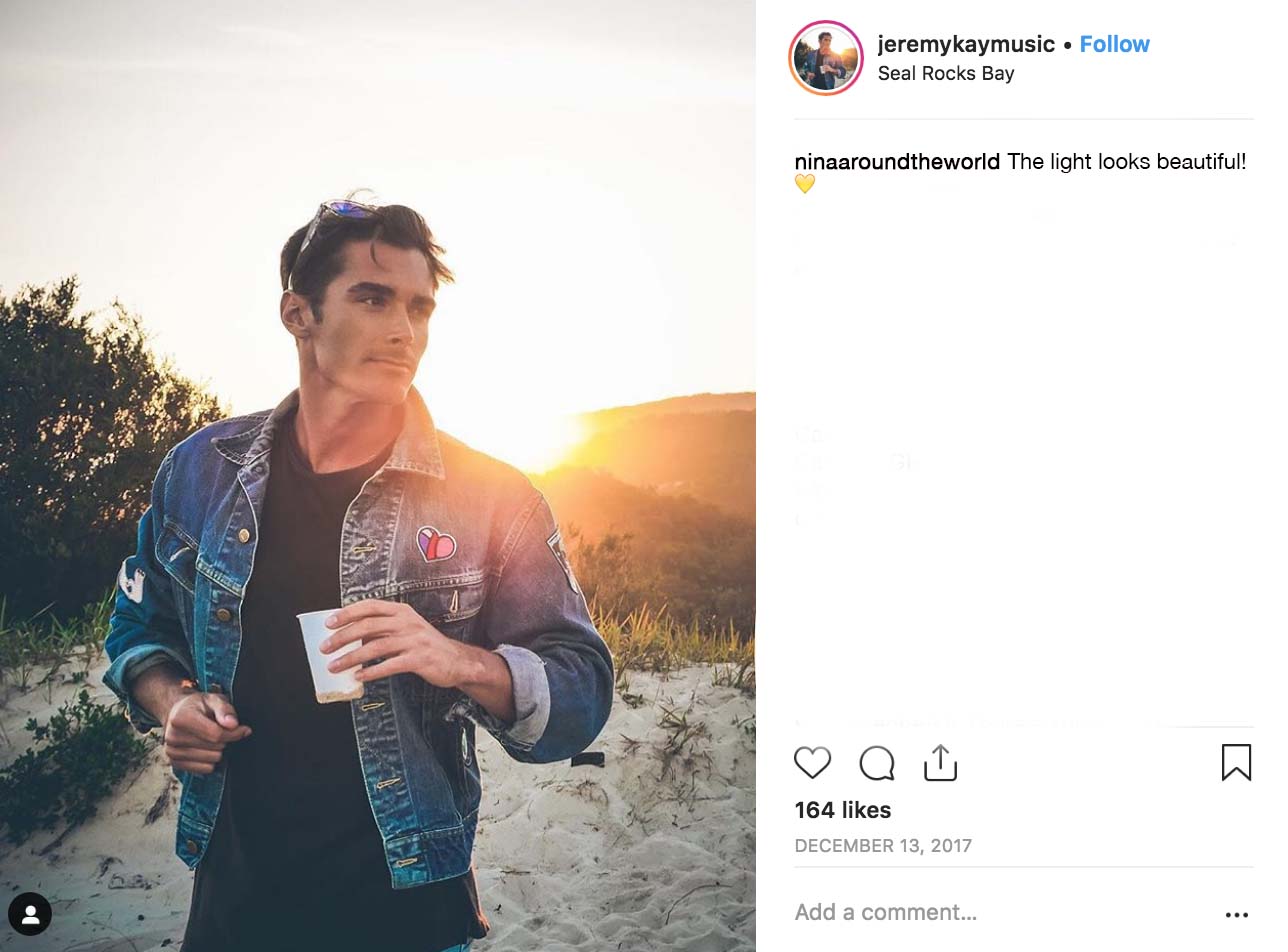 jeremykaymusic • Follow
Seal Rocks Bay
ninaaroundtheworld The light looks beautiful!
💛
164 likes
DECEMBER 13, 2017
Add a comment...